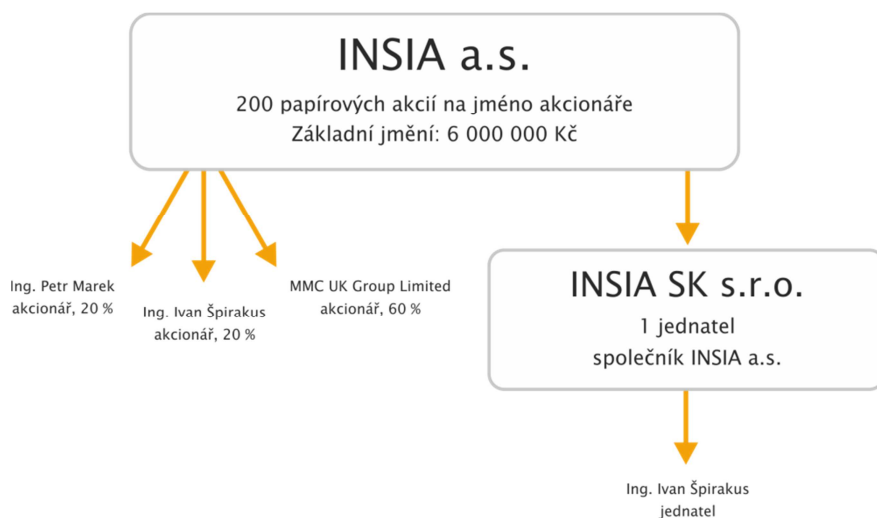 INSIA a.s.
200 papírových akcií na jméno akcionáře
Základní jmění: 6 000 000 Kč
Ing. Petr Marek
akcionář, 20 %
Ing. Ivan Špirakus
akcionář, 20 %
MMC UK Group Limited
akcionář, 60 %
INSIA SK s.r.o.
1 jednatel
společník INSIA a.s.
Ing. Ivan Špirakus
jednatel